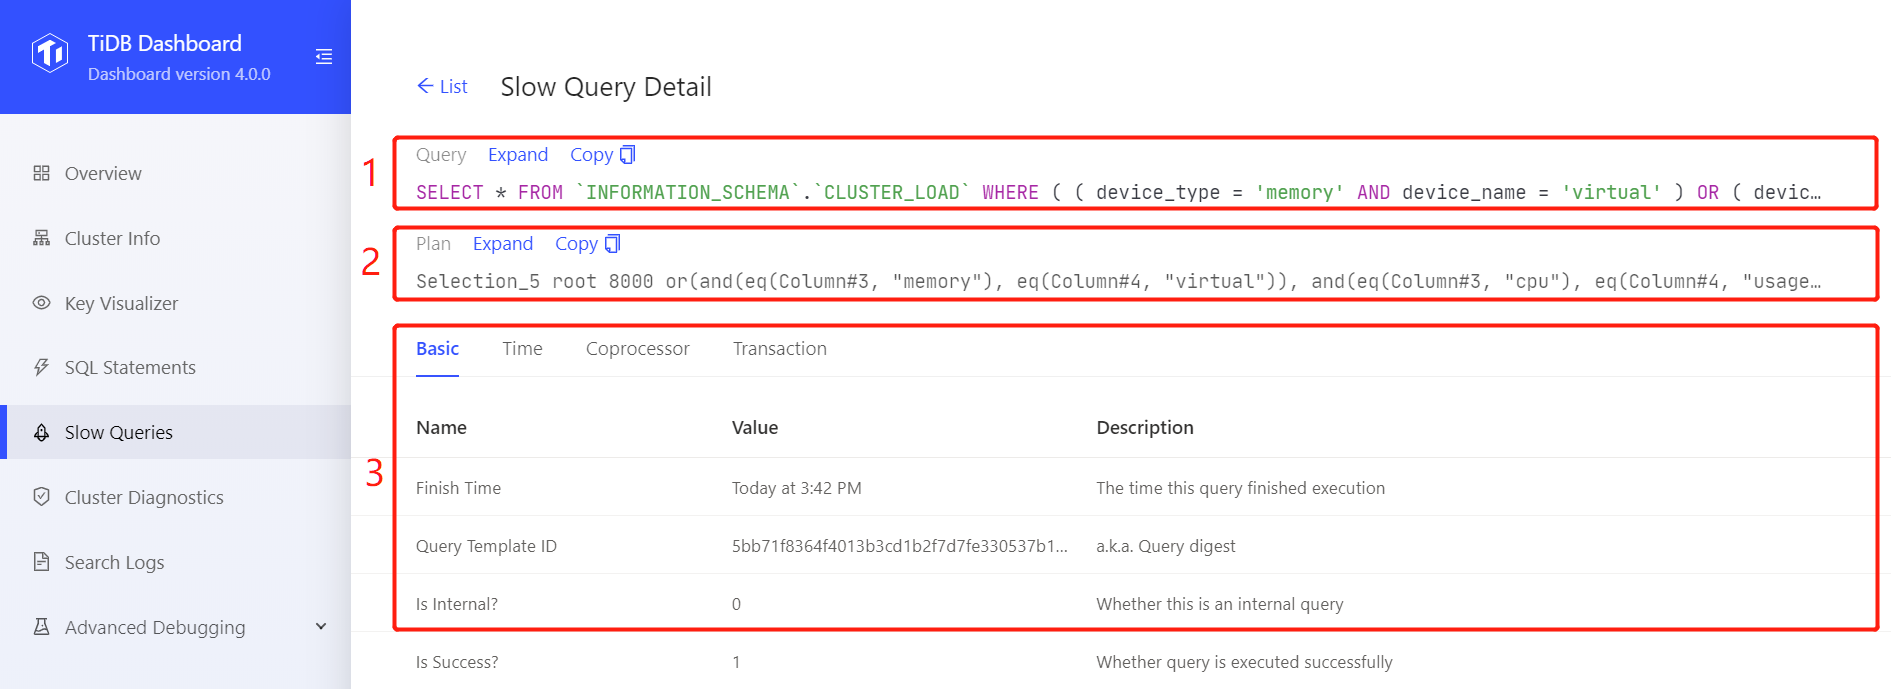 TiDB Dashboard
Dashboard version 4.0.0
Overview
Cluster Info
Key Visualizer
SQL Statements
Slow Queries
Cluster Diagnostics
Search Logs
Advanced Debugging
← List Slow Query Detail
1
Query Expand Copy
SELECT * FROM `INFORMATION_SCHEMA`.`CLUSTER_LOAD` WHERE ( ( device_type = 'memory' AND device_name = 'virtual' ) OR ( devic…
2
Plan Expand Copy
Selection_5 root 8000 or(and(eq(Column#3, "memory"), eq(Column#4, "virtual")), and(eq(Column#3, "cpu"), eq(Column#4, "usage…
3
Basic Time Coprocessor Transaction
Name Value Description
Finish Time Today at 3:42 PM The time this query finished execution
Query Template ID 5bb71f8364f4013b3cd1b2f7d7fe330537b1... a.k.a. Query digest
Is Internal? 0 Whether this is an internal query
Is Success? 1 Whether query is executed successfully